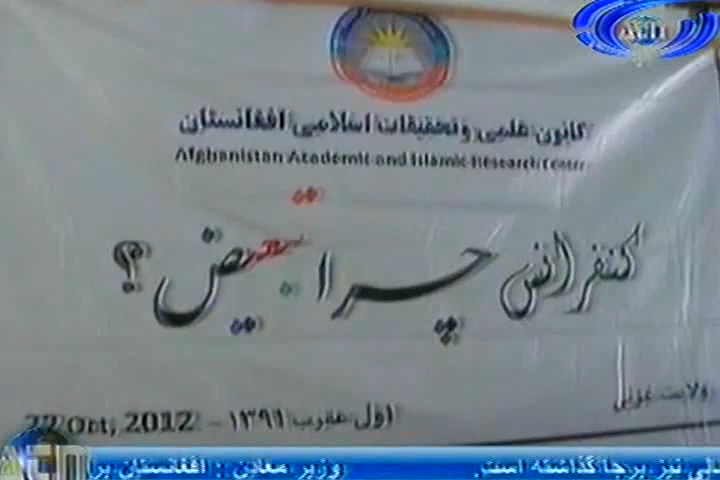 کانون علمی و تحقیقات اسلامی افغانستان
Afghanistan Academic and Islamic Research Center
کنفرانس چرا تبعیض ؟
ولایت غزنی
اول عقرب ۱۳۹۱ - 22 Oct, 2012
الی نیز برجا گذاشته است. وزیر معادن : افغانستان بر